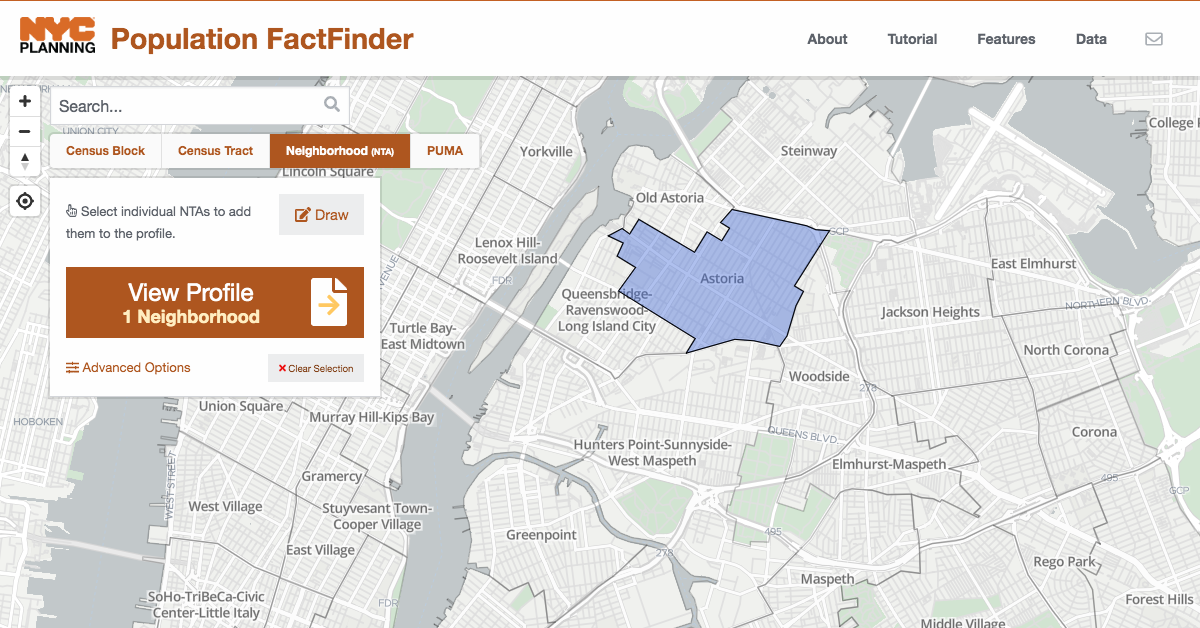 NYC
PLANNING
Population FactFinder
About
Tutorial
Features
Data
+
Search...
−
UNION CITY
Census Block
Census Tract
Neighborhood (NTA)
PUMA
Lincoln Square
Select individual NTAs to add
them to the profile.
Draw
View Profile
1 Neighborhood
Advanced Options
Clear Selection
Yorkville
Steinway
College
Old Astoria
GCP
Lenox Hill-
Roosevelt Island
FDR
Astoria
East Elmhurst
Queensbridge-
Ravenswood-
Long Island City
NORTHERN BLVD
Jackson Heights
Turtle Bay-
East Midtown
North Corona
Woodside
278
Union Square
Murray Hill-Kips Bay
HOBOKEN
QUEENS BLVD
Corona
Hunters Point-Sunnyside-
West Maspeth
Elmhurst-Maspeth
Gramercy
495
GCP
WEST STREET
West Village
Stuyvesant Town-
Cooper Village
Greenpoint
495
East Village
278
Rego Park
Maspeth
SoHo-TriBeCa-Civic
Center-Little Italy
FDR
Forest Hills
Middle Village